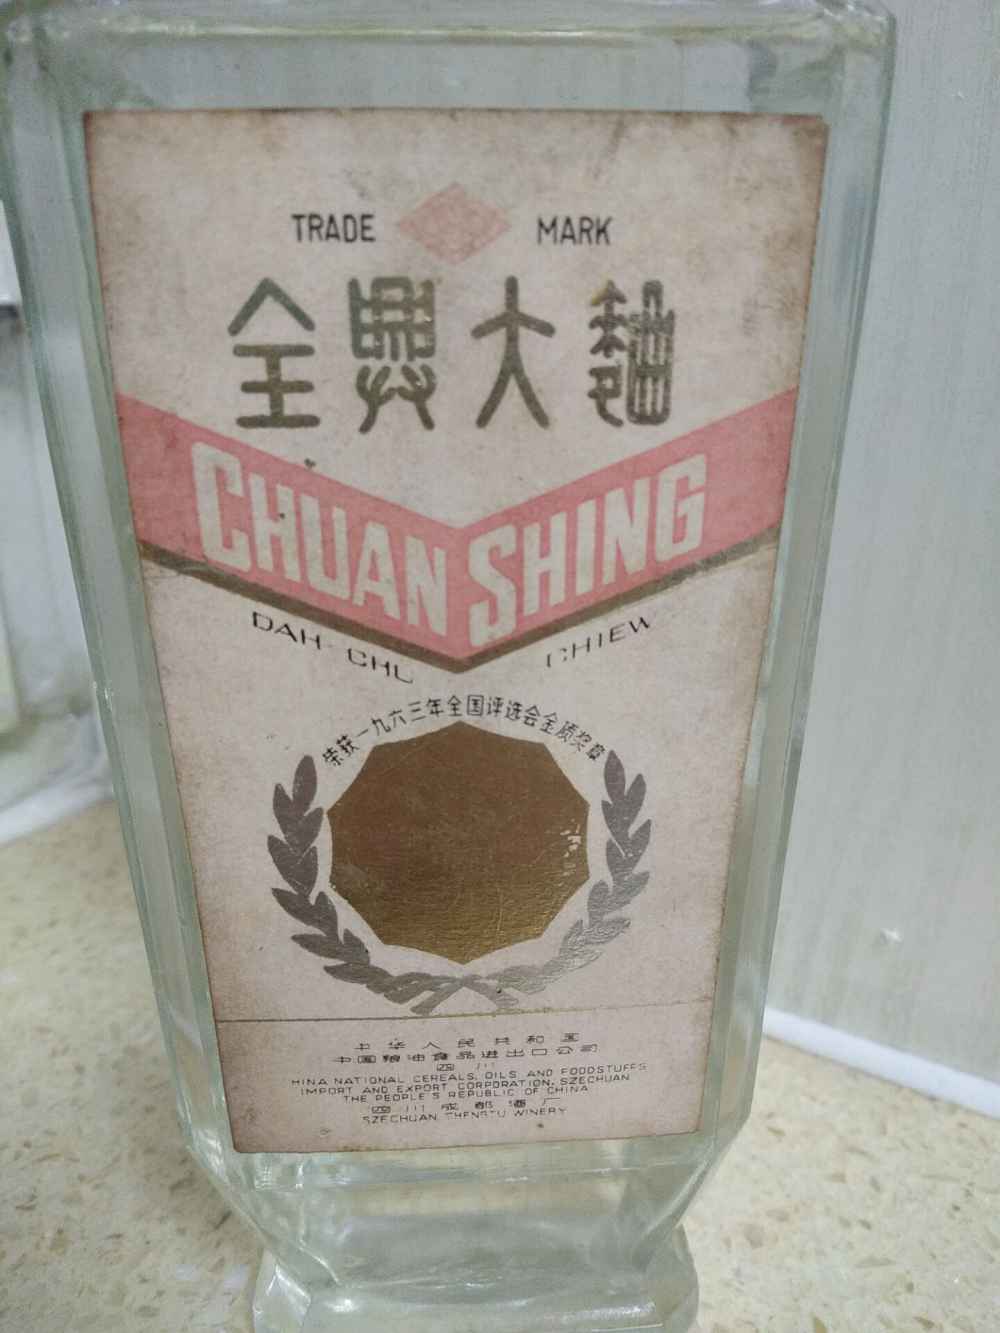 TRADE MARK
全興大麯
CHUAN SHING
DAH CHU CHIEW
荣获一九六三年全国评选会金质奖章
中华人民共和国
中国粮油食品进出口公司
四川
HINA NATIONAL CEREALS, OILS AND FOODSTUFFS
IMPORT AND EXPORT CORPORATION, SZECHUAN
THE PEOPLE'S REPUBLIC OF CHINA
四川成都酒厂
SZECHUAN CHENGTU WINERY